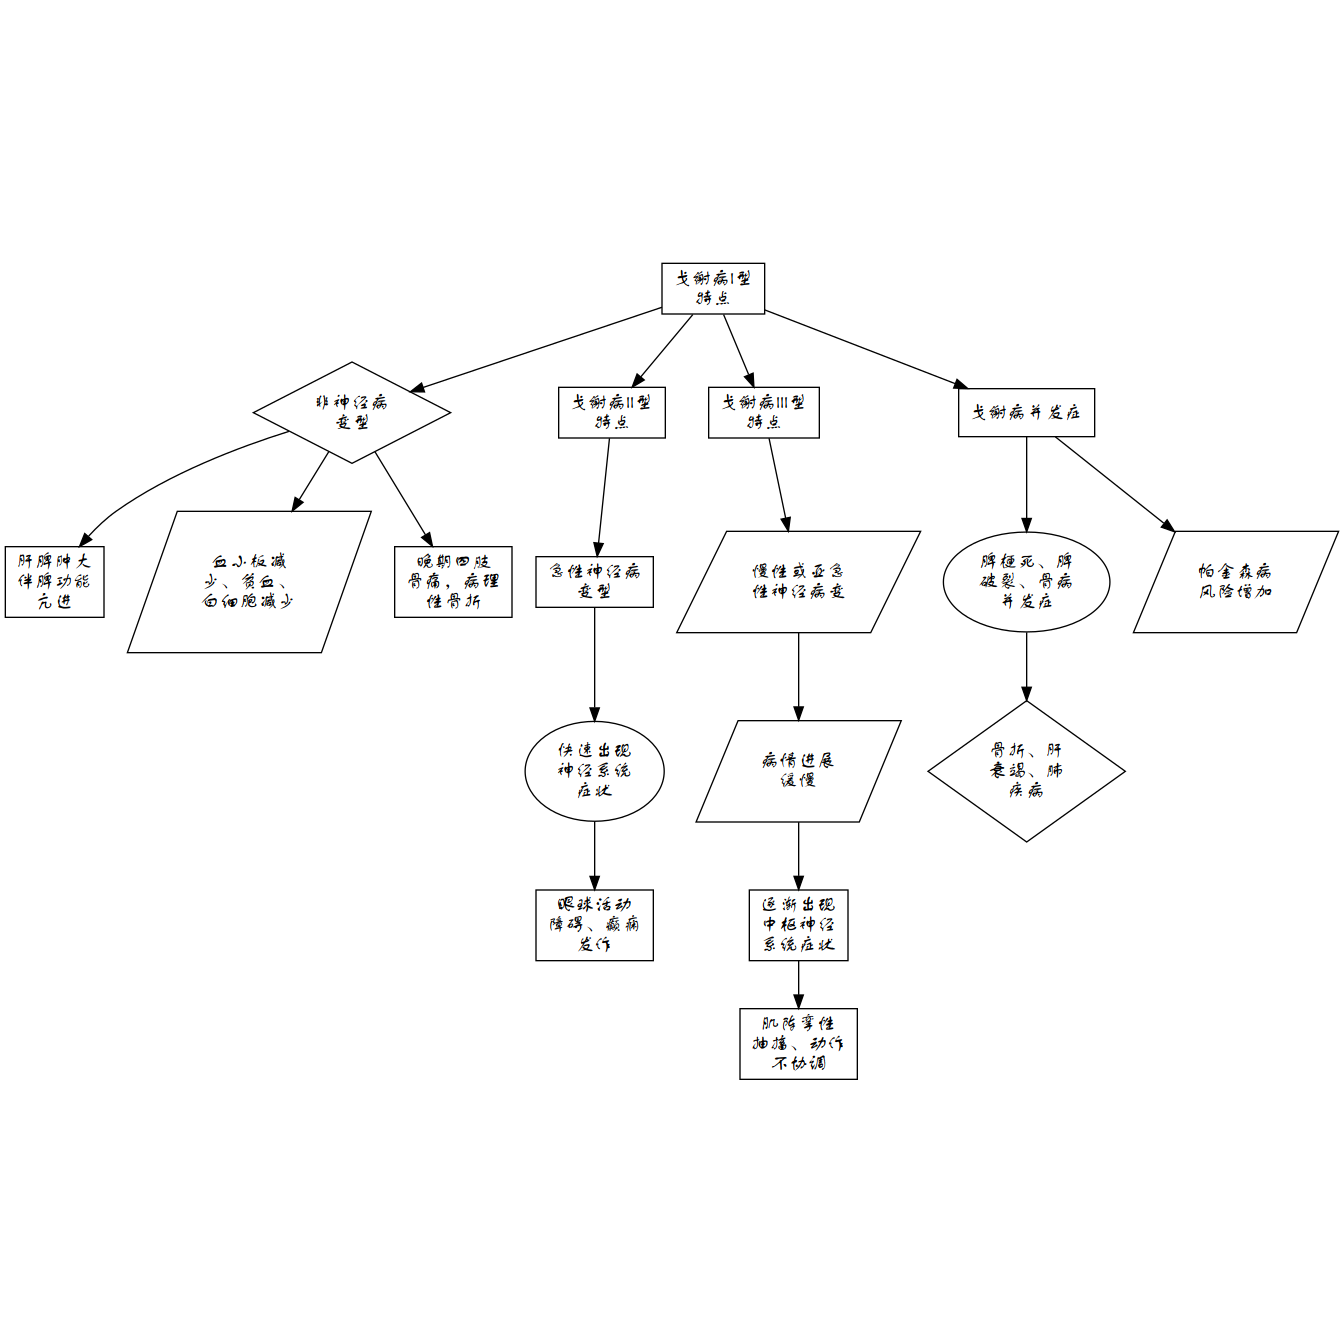 戈谢病I型
特点
非神经病
变型
戈谢病II型
特点
戈谢病III型
特点
戈谢病并发症
肝脾肿大
伴脾功能
亢进
血小板减
少、贫血、
白细胞减少
晚期四肢
骨痛，病理
性骨折
急性神经病
变型
慢性或亚急
性神经病变
脾梗死、脾
破裂、骨病
并发症
帕金森病
风险增加
快速出现
神经系统
症状
病情进展
缓慢
骨折、肝
衰竭、肺
疾病
眼球活动
障碍、癫痫
发作
逐渐出现
中枢神经
系统症状
肌阵挛性
抽搐、动作
不协调